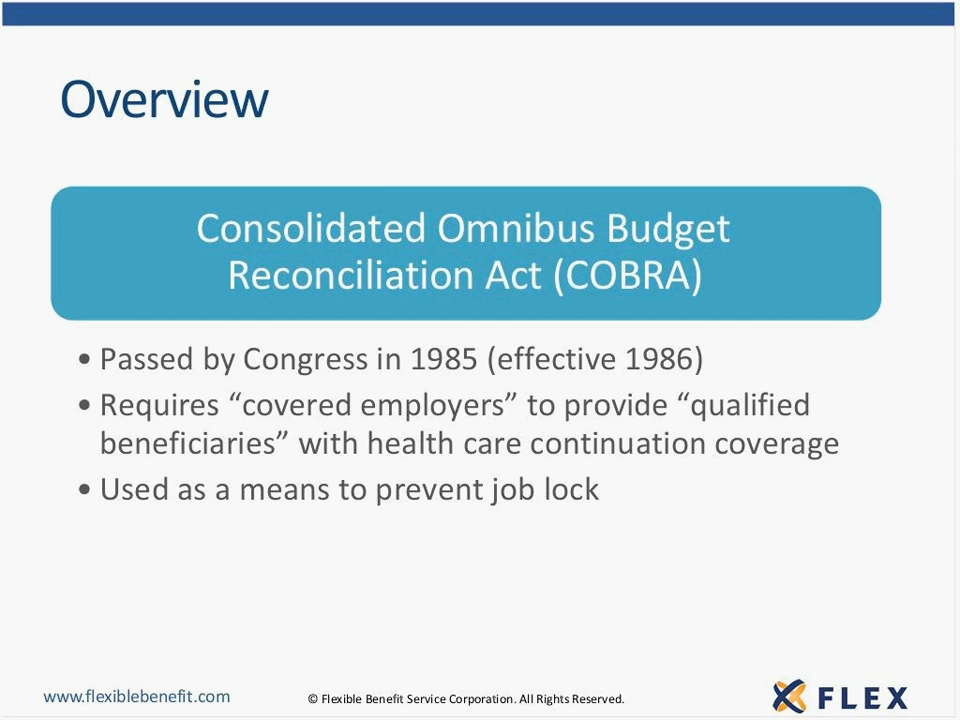 Overview
Consolidated Omnibus Budget
Reconciliation Act (COBRA)
• Passed by Congress in 1985 (effective 1986)
• Requires “covered employers” to provide “qualified
beneficiaries” with health care continuation coverage
• Used as a means to prevent job lock
www.flexiblebenefit.com
© Flexible Benefit Service Corporation. All Rights Reserved.
FLEX